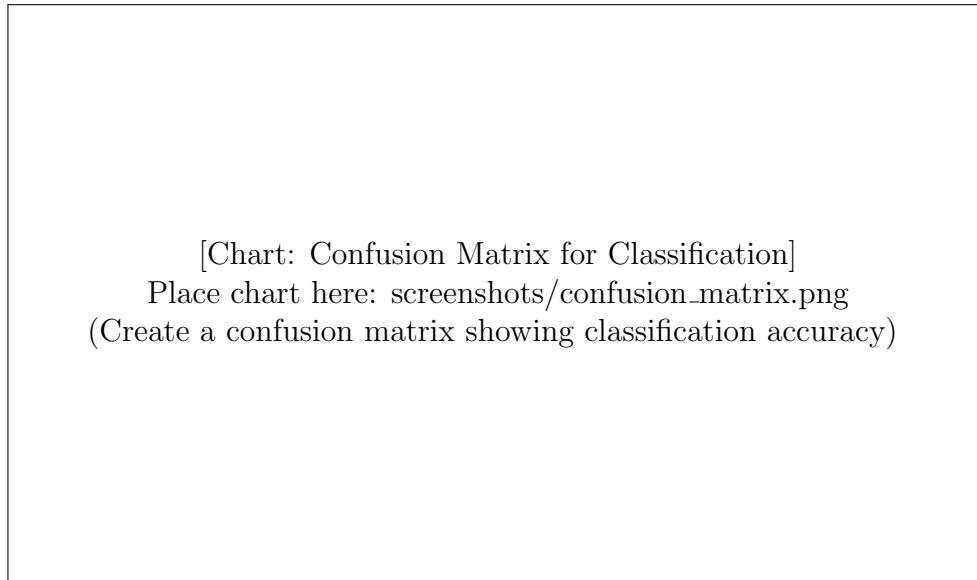 [Chart: Confusion Matrix for Classification]
Place chart here: screenshots/confusion_matrix.png
(Create a confusion matrix showing classification accuracy)